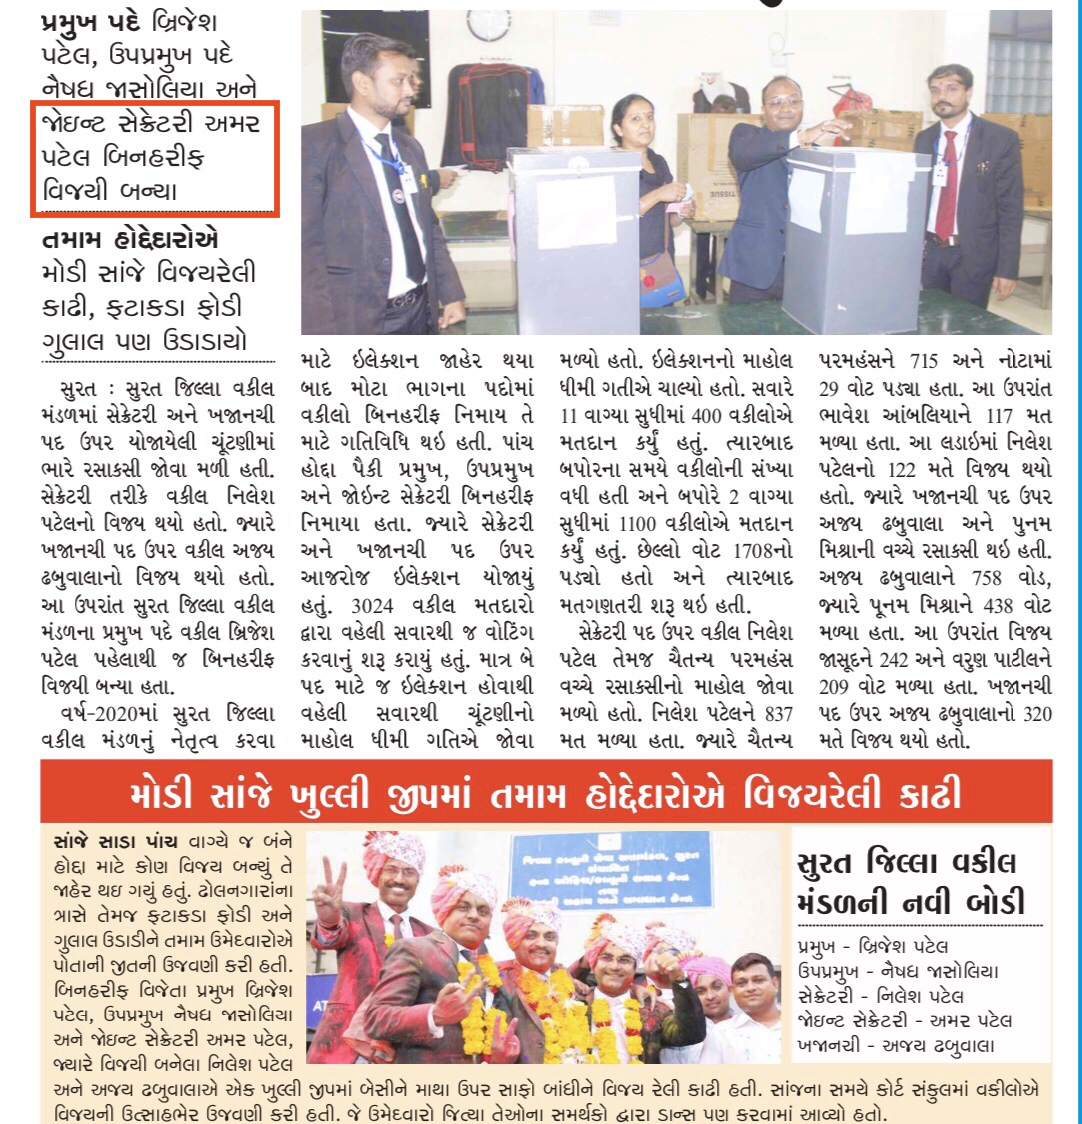 પ્રમુખ પદે બ્રિજેશ
પટેલ, ઉપપ્રમુખ પદે
નૈષધ જાસોલિયા અને
જોઇન્ટ સેક્રેટરી અમર
પટેલ બિનહરીફ
વિજયી બન્યા
તમામ હોદ્દેદારોએ
મોડી સાંજે વિજયરેલી
કાઢી, ફટાકડા ફોડી
ગુલાલ પણ ઉડાડાયો
સુરત : સુરત જિલ્લા વકીલ
મંડળમાં સેક્રેટરી અને ખજાનચી
પદ ઉપર યોજાયેલી ચૂંટણીમાં
ભારે રસાકસી જોવા મળી હતી.
સેક્રેટરી તરીકે વકીલ નિલેશ
પટેલનો વિજય થયો હતો. જ્યારે
ખજાનચી પદ ઉપર વકીલ અજય
ઢબુવાલાનો વિજય થયો હતો.
આ ઉપરાંત સુરત જિલ્લા વકીલ
મંડળના પ્રમુખ પદે વકીલ બ્રિજેશ
પટેલ પહેલાથી જ બિનહરીફ
વિજયી બન્યા હતા.
વર્ષ-2020માં સુરત જિલ્લા
વકીલ મંડળનું નેતૃત્વ કરવા
માટે ઇલેક્શન જાહેર થયા
બાદ મોટા ભાગના પદોમાં
વકીલો બિનહરીફ નિમાય તે
માટે ગતિવિધિ થઇ હતી. પાંચ
હોદ્દા પૈકી પ્રમુખ, ઉપપ્રમુખ
અને જોઇન્ટ સેક્રેટરી બિનહરીફ
નિમાયા હતા. જ્યારે સેક્રેટરી
અને ખજાનચી પદ ઉપર
આજરોજ ઇલેક્શન યોજાયું
હતું. 3024 વકીલ મતદારો
દ્વારા વહેલી સવારથી જ વોટિંગ
કરવાનું શરૂ કરાયું હતું. માત્ર બે
પદ માટે જ ઇલેક્શન હોવાથી
વહેલી સવારથી ચૂંટણીનો
માહોલ ધીમી ગતિએ જોવા
મળ્યો હતો. ઇલેક્શનનો માહોલ
ધીમી ગતીએ ચાલ્યો હતો. સવારે
11 વાગ્યા સુધીમાં 400 વકીલોએ
મતદાન કર્યું હતું. ત્યારબાદ
બપોરના સમયે વકીલોની સંખ્યા
વધી હતી અને બપોરે 2 વાગ્યા
સુધીમાં 1100 વકીલોએ મતદાન
કર્યું હતું. છેલ્લો વોટ 1708નો
પડ્યો હતો અને ત્યારબાદ
મતગણતરી શરૂ થઇ હતી.
સેક્રેટરી પદ ઉપર વકીલ નિલેશ
પટેલ તેમજ ચૈતન્ય પરમહંસ
વચ્ચે રસાકસીનો માહોલ જોવા
મળ્યો હતો. નિલેશ પટેલને 837
મત મળ્યા હતા. જ્યારે ચૈતન્ય
પરમહંસને 715 અને નોટામાં
29 વોટ પડ્યા હતા. આ ઉપરાંત
ભાવેશ આંબલિયાને 117 મત
મળ્યા હતા. આ લડાઇમાં નિલેશ
પટેલનો 122 મતે વિજય થયો
હતો. જ્યારે ખજાનચી પદ ઉપર
અજય ઢબુવાલા અને પુનમ
મિશ્રાની વચ્ચે રસાકસી થઇ હતી.
અજય ઢબુવાલાને 758 વોડ,
જ્યારે પૂનમ મિશ્રાને 438 વોટ
મળ્યા હતા. આ ઉપરાંત વિજય
જાસૂદને 242 અને વરુણ પાટીલને
209 વોટ મળ્યા હતા. ખજાનચી
પદ ઉપર અજય ઢબુવાલાનો 320
મતે વિજય થયો હતો.
મોડી સાંજે ખુલ્લી જીપમાં તમામ હોદ્દેદારોએ વિજયરેલી કાઢી
સાંજે સાડા પાંચ વાગ્યે જ બંને
હોદ્દા માટે કોણ વિજય બન્યું તે
જાહેર થઇ ગયું હતું. ઢોલનગારાંના
ત્રાસે તેમજ ફટાકડા ફોડી અને
ગુલાલ ઉડાડીને તમામ ઉમેદવારોએ
પોતાની જીતની ઉજવણી કરી હતી.
બિનહરીફ વિજેતા પ્રમુખ બ્રિજેશ
પટેલ, ઉપપ્રમુખ નૈષધ જાસોલિયા
અને જોઇન્ટ સેક્રેટરી અમર પટેલ,
જ્યારે વિજયી બનેલા નિલેશ પટેલ
અને અજય ઢબુવાલાએ એક ખુલ્લી જીપમાં બેસીને માથા ઉપર સાફો બાંધીને વિજય રેલી કાઢી હતી. સાંજના સમયે કોર્ટ સંકુલમાં વકીલોએ
વિજયની ઉત્સાહભેર ઉજવણી કરી હતી. જે ઉમેદવારો જિત્યા તેઓના સમર્થકો દ્વારા ડાન્સ પણ કરવામાં આવ્યો હતો.
TISSUE
AT
સુરત જિલ્લા વકીલ
મંડળની નવી બોડી
પ્રમુખ - બ્રિજેશ પટેલ
ઉપપ્રમુખ - નૈષધ જાસોલિયા
સેક્રેટરી - નિલેશ પટેલ
જોઇન્ટ સેક્રેટરી - અમર પટેલ
ખજાનચી - અજય ઢબુવાલા